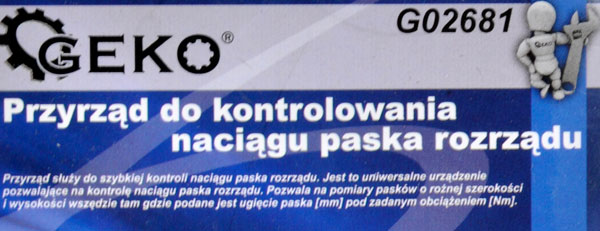 GEKO®
G02681
Przyrząd do kontrolowania
naciągu paska rozrządu
Przyrząd służy do szybkiej kontroli naciągu paska rozrządu. Jest to uniwersalne urządzenie
pozwalające na kontrolę naciągu paska rozrządu. Pozwala na pomiary pasków o rożnej szerokości
i wysokości wszędzie tam gdzie podane jest ugięcie paska [mm] pod zadanym obciążeniem [Nm].